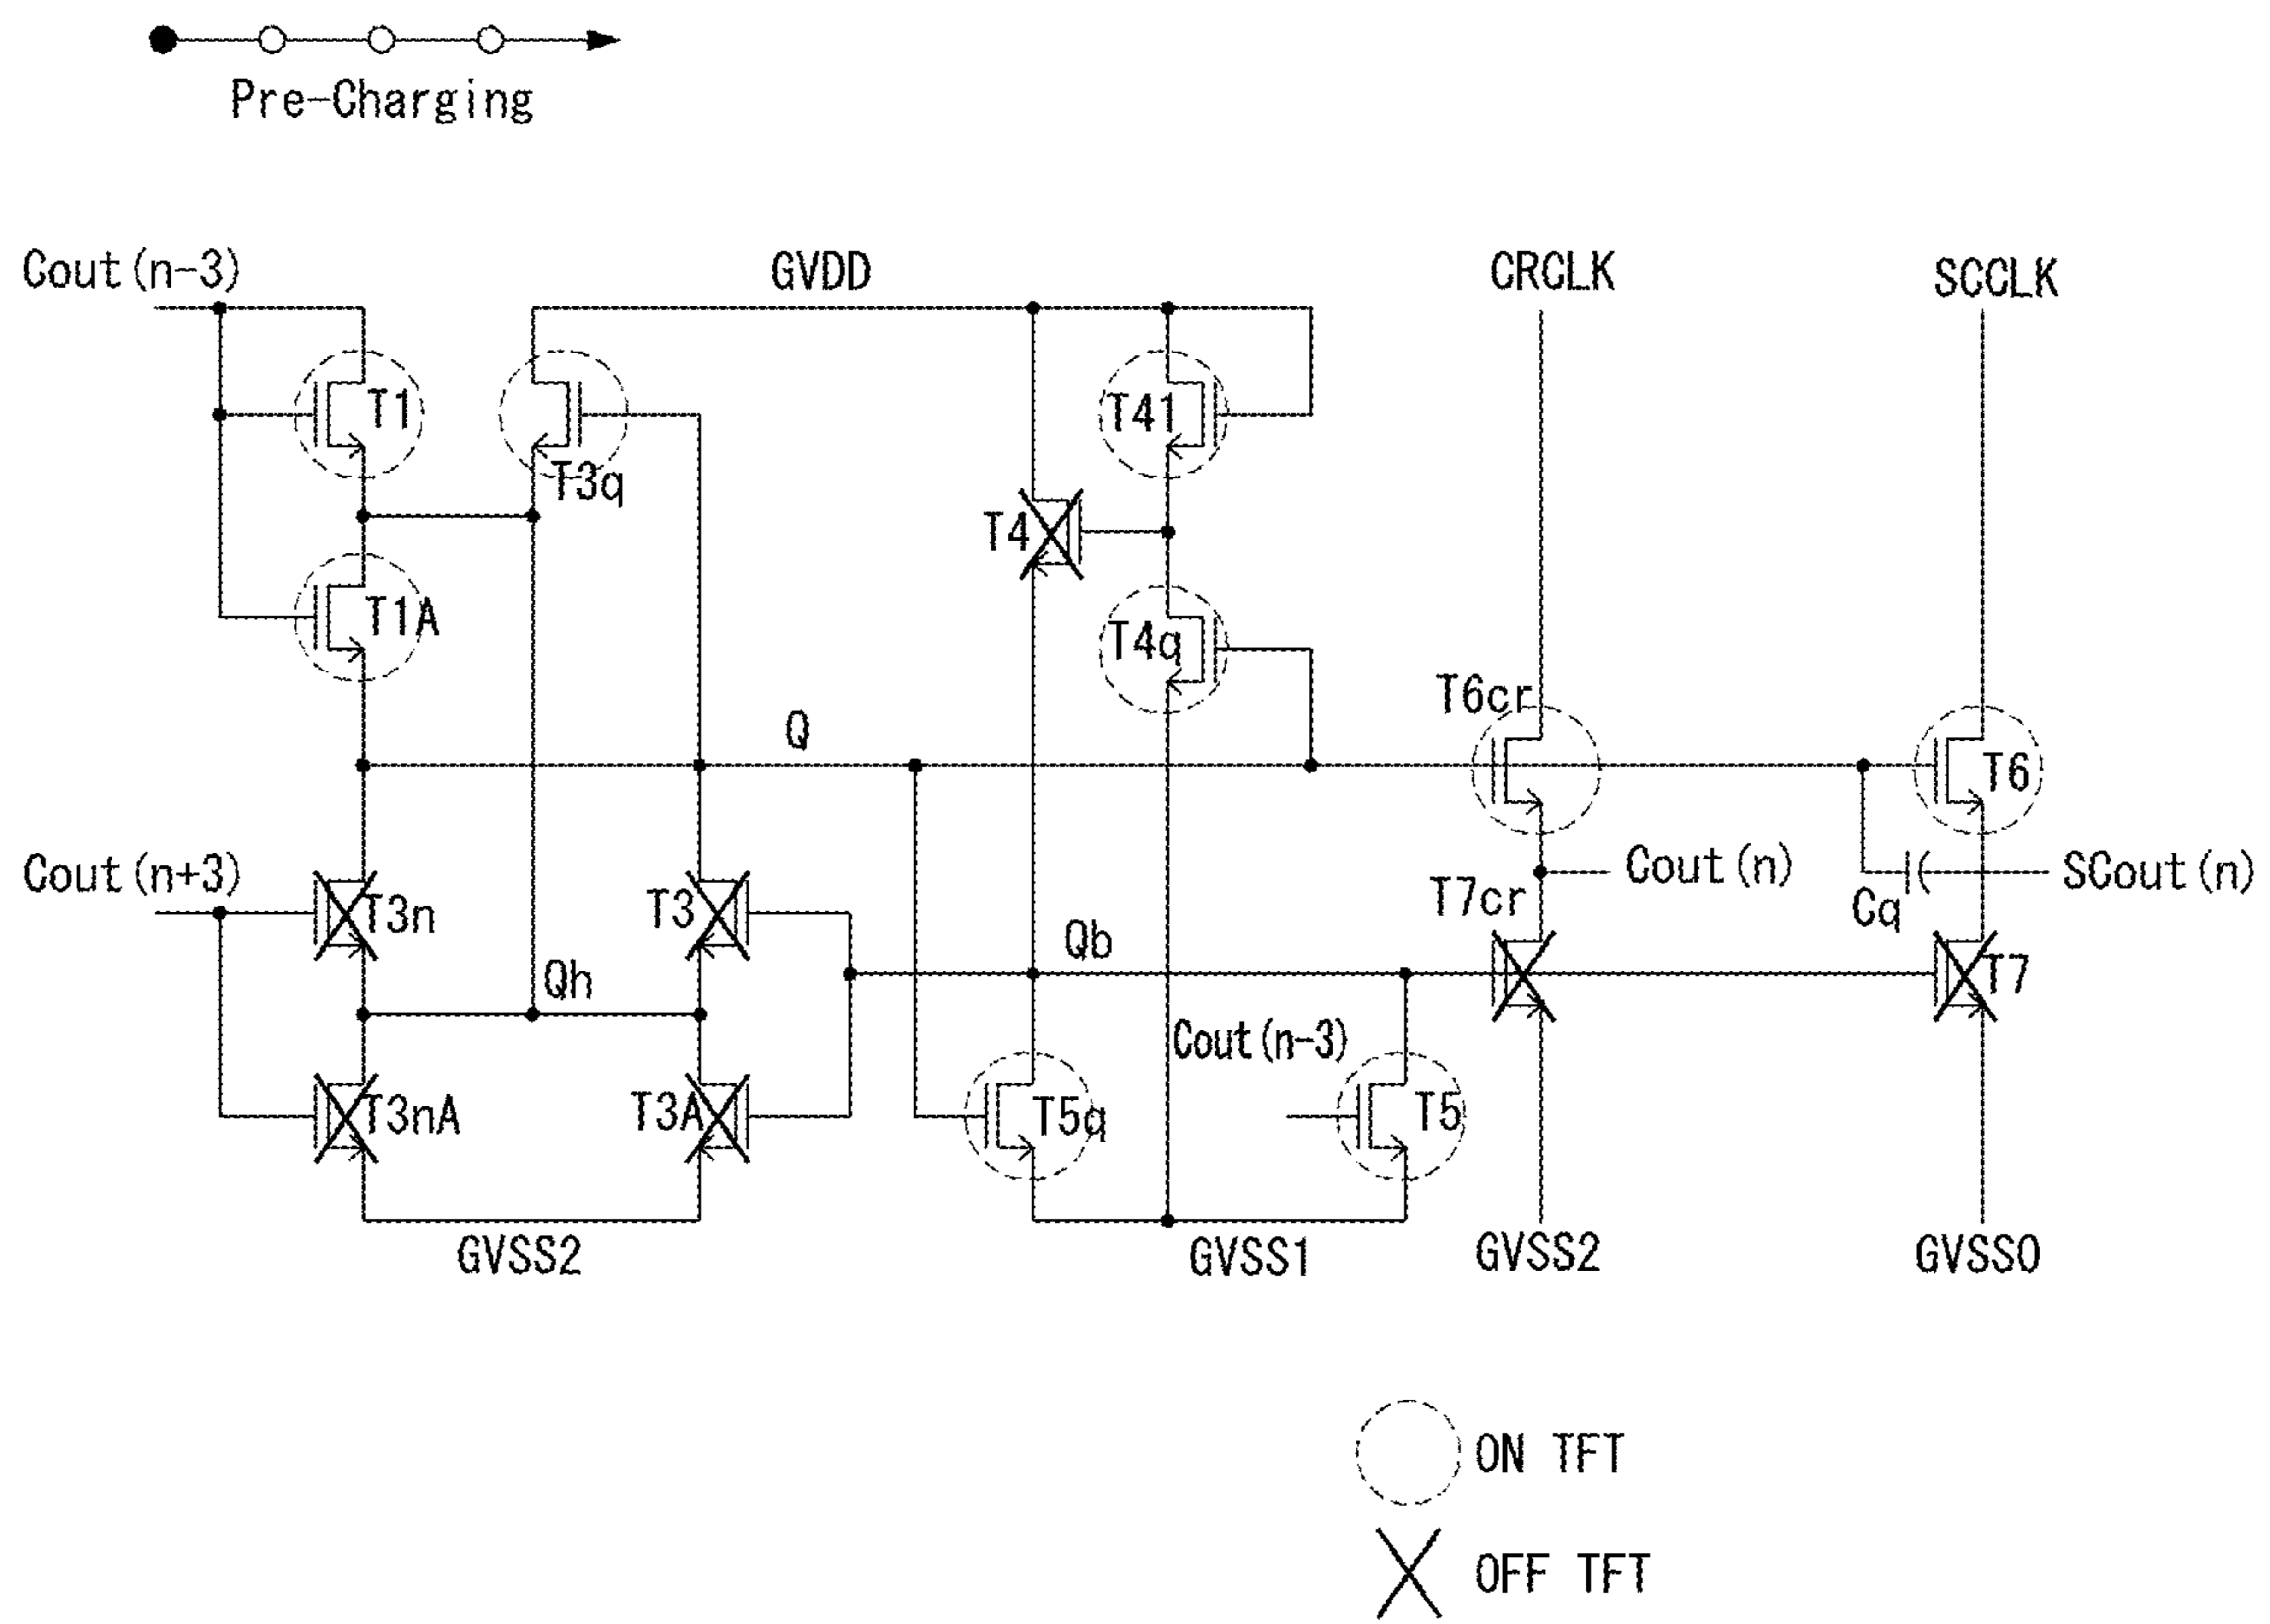 Pre-Charging
Cout(n-3)
GVDD
CRCLK
SCCLK
T1
T3q
T41
T4
T1A
T4q
T6cr
Q
T6
Cout(n+3)
T3n
T3
T7cr
Cout(n)
Cq
SCout(n)
Qb
Qh
T7
Cout(n-3)
T3nA
T3A
T5q
T5
GVSS2
GVSS1
GVSS2
GVSS0
ON TFT
OFF TFT